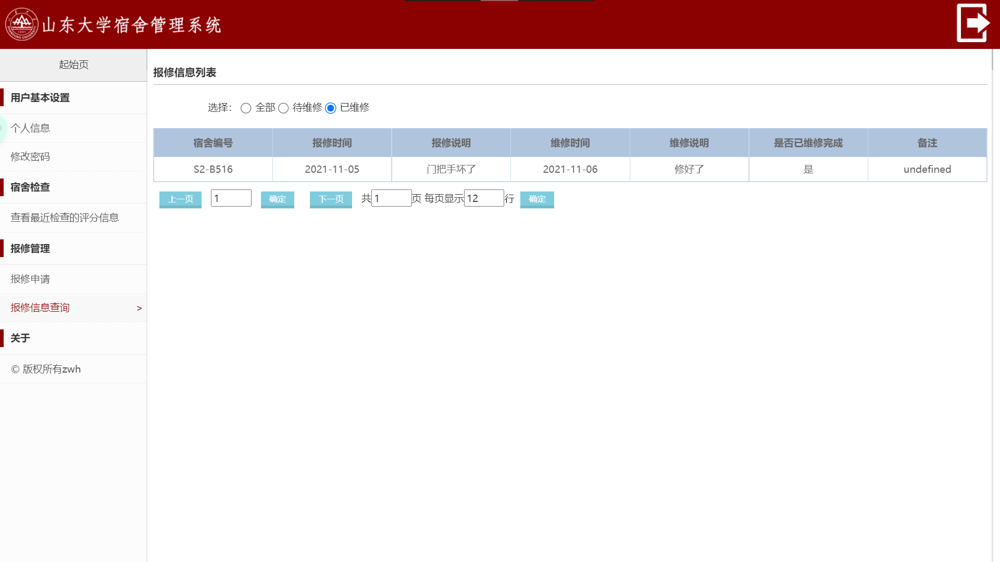 山东大学宿舍管理系统
SHANDONG UNIVERSITY
1901
起始页
用户基本设置
个人信息
修改密码
宿舍检查
查看最近检查的评分信息
报修管理
报修申请
报修信息查询 >
关于
© 版权所有zwh
报修信息列表
选择： 全部 待维修 已维修
宿舍编号 报修时间 报修说明 维修时间 维修说明 是否已维修完成 备注
S2-B516 2021-11-05 门把手坏了 2021-11-06 修好了 是 undefined
上一页 1 确定 下一页 共1页 每页显示12行 确定